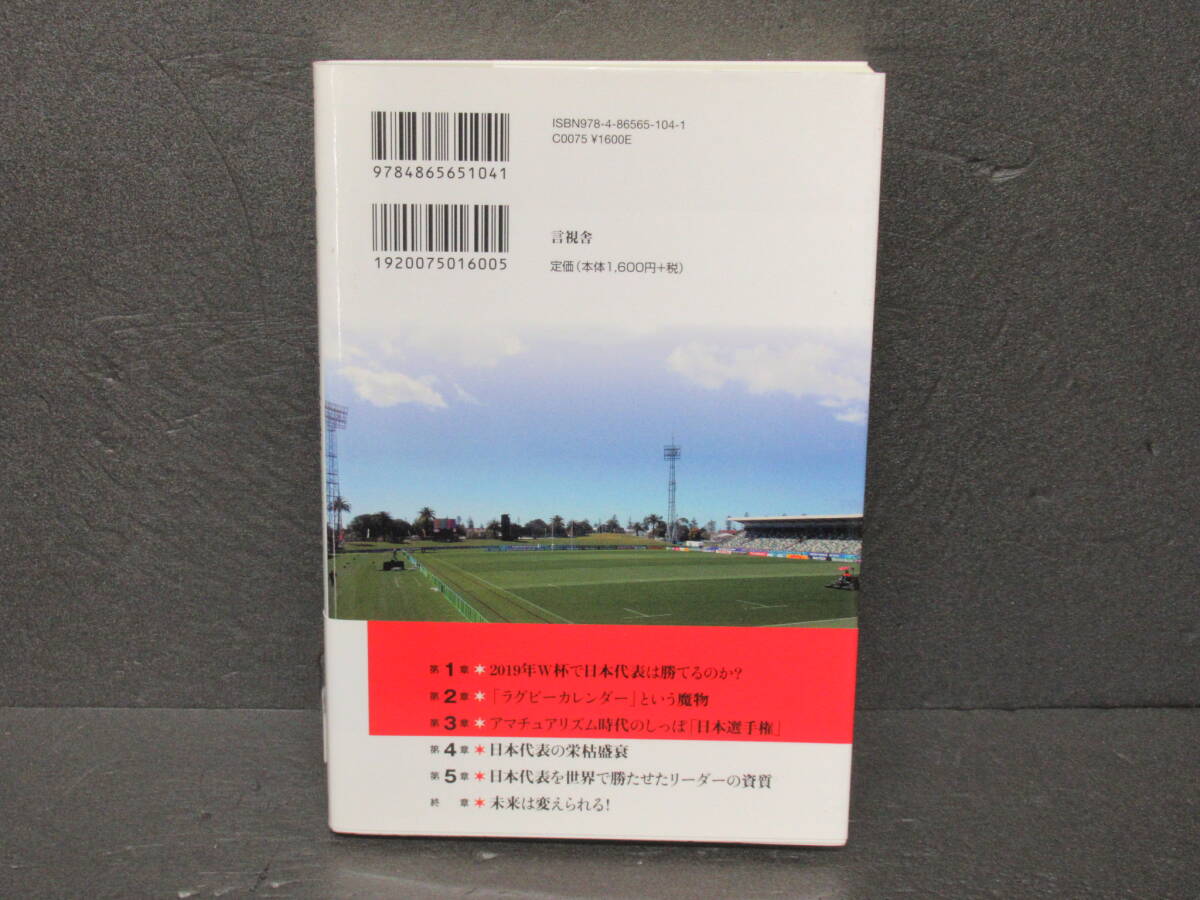 ISBN978-4-86565-104-1
C0075 ¥1600E
9784865651041
言視舎
1920075016005
定価(本体1,600円+税)
第1章 ✶ 2019年W杯で日本代表は勝てるのか?
第2章 ✶ 「ラグビーカレンダー」という魔物
第3章 ✶ アマチュアリズム時代のしっぽ「日本選手権」
第4章 ✶ 日本代表の栄枯盛衰
第5章 ✶ 日本代表を世界で勝たせたリーダーの資質
終 章 ✶ 未来は変えられる!